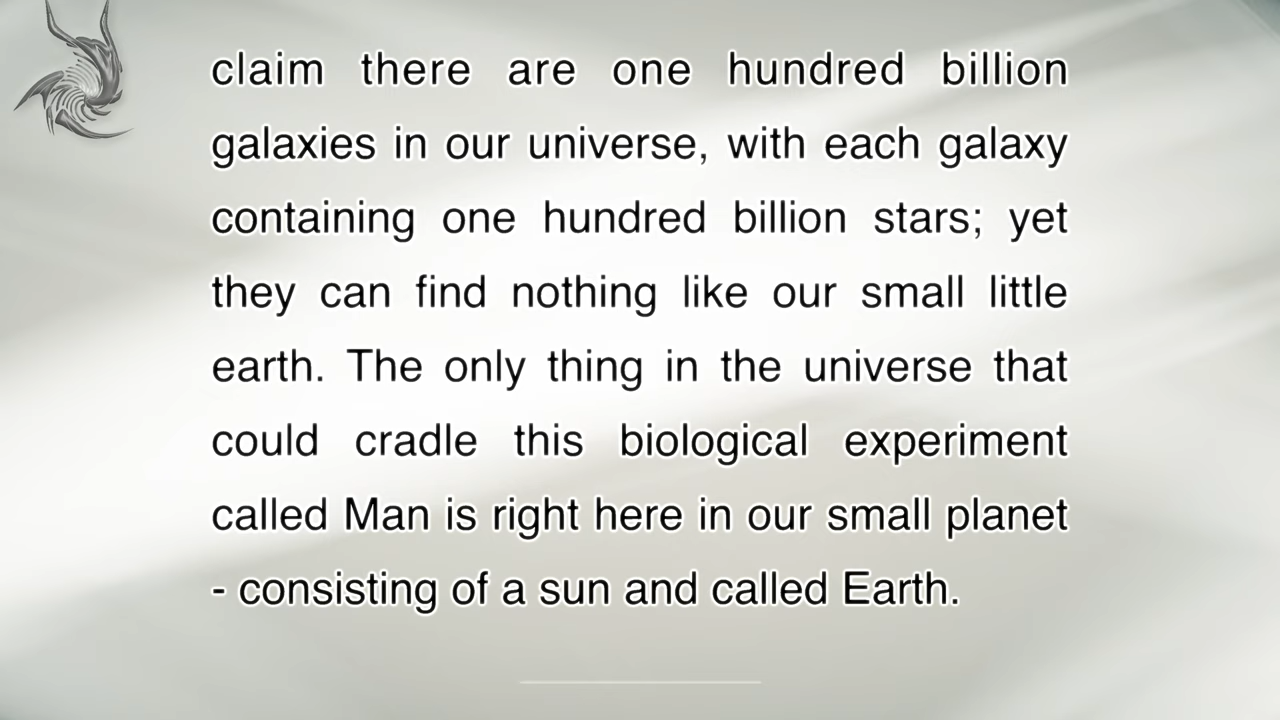 claim there are one hundred billion
galaxies in our universe, with each galaxy
containing one hundred billion stars; yet
they can find nothing like our small little
earth. The only thing in the universe that
could cradle this biological experiment
called Man is right here in our small planet
- consisting of a sun and called Earth.